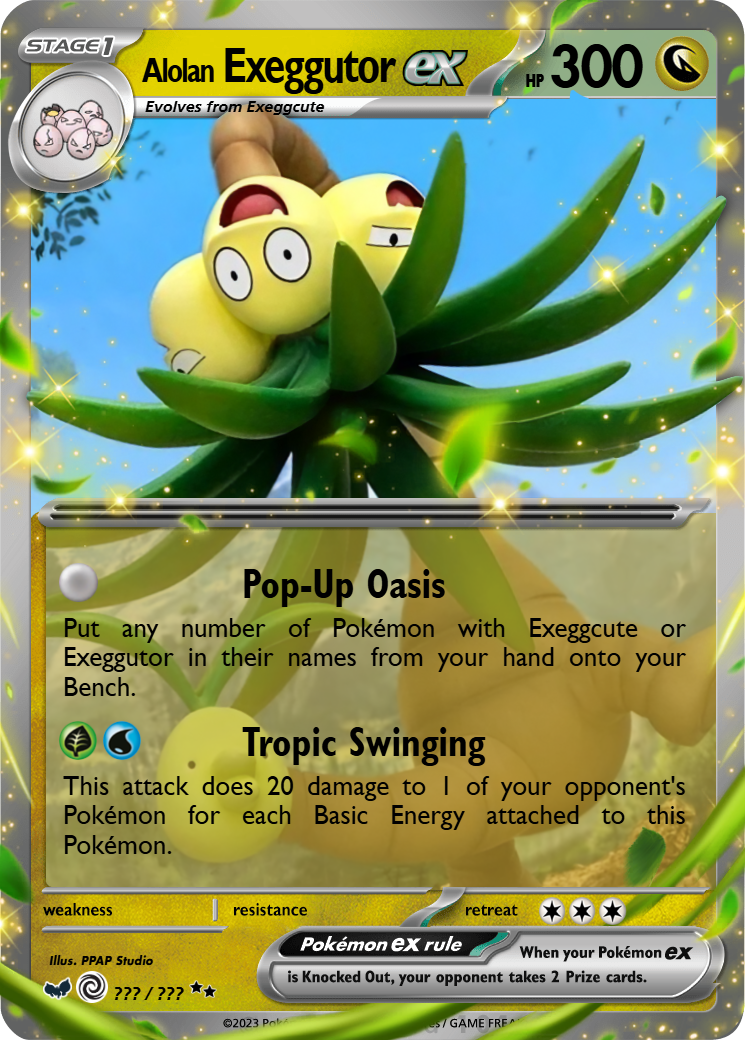 STAGE1
Alolan Exeggutor ex
HP 300
Evolves from Exeggcute
Pop-Up Oasis
Put any number of Pokémon with Exeggcute or
Exeggutor in their names from your hand onto your
Bench.
Tropic Swinging
This attack does 20 damage to 1 of your opponent's
Pokémon for each Basic Energy attached to this
Pokémon.
weakness
resistance
retreat
Illus. PPAP Studio
??? / ???
Pokémon ex rule
When your Pokémon ex
is Knocked Out, your opponent takes 2 Prize cards.
©2023 / GAME